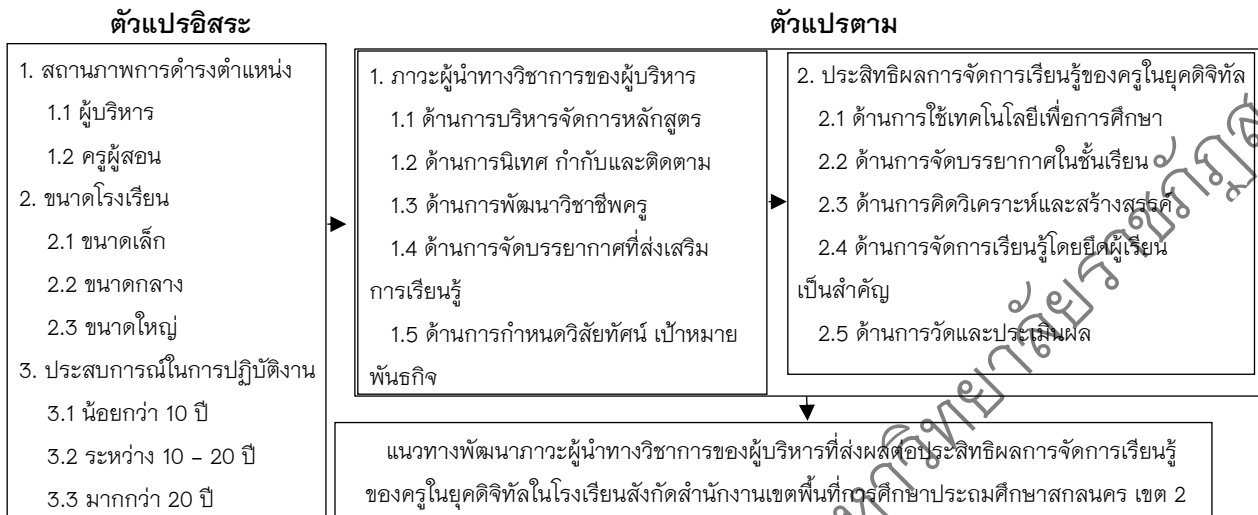 ตัวแปรอิสระ
ตัวแปรตาม
1. สถานภาพการดำรงตำแหน่ง
1.1 ผู้บริหาร
1.2 ครูผู้สอน
2. ขนาดโรงเรียน
2.1 ขนาดเล็ก
2.2 ขนาดกลาง
2.3 ขนาดใหญ่
3. ประสบการณ์ในการปฏิบัติงาน
3.1 น้อยกว่า 10 ปี
3.2 ระหว่าง 10 – 20 ปี
3.3 มากกว่า 20 ปี
1. ภาวะผู้นำทางวิชาการของผู้บริหาร
1.1 ด้านการบริหารจัดการหลักสูตร
1.2 ด้านการนิเทศ กำกับและติดตาม
1.3 ด้านการพัฒนาวิชาชีพครู
1.4 ด้านการจัดบรรยากาศที่ส่งเสริม
การเรียนรู้
1.5 ด้านการกำหนดวิสัยทัศน์ เป้าหมาย
พันธกิจ
2. ประสิทธิผลการจัดการเรียนรู้ของครูในยุคดิจิทัล
2.1 ด้านการใช้เทคโนโลยีเพื่อการศึกษา
2.2 ด้านการจัดบรรยากาศในชั้นเรียน
2.3 ด้านการคิดวิเคราะห์และสร้างสรรค์
2.4 ด้านการจัดการเรียนรู้โดยยึดผู้เรียน
เป็นสำคัญ
2.5 ด้านการวัดและประเมินผล
แนวทางพัฒนาภาวะผู้นำทางวิชาการของผู้บริหารที่ส่งผลต่อประสิทธิผลการจัดการเรียนรู้
ของครูในยุคดิจิทัลในโรงเรียนสังกัดสำนักงานเขตพื้นที่การศึกษาประถมศึกษาสกลนคร เขต 2